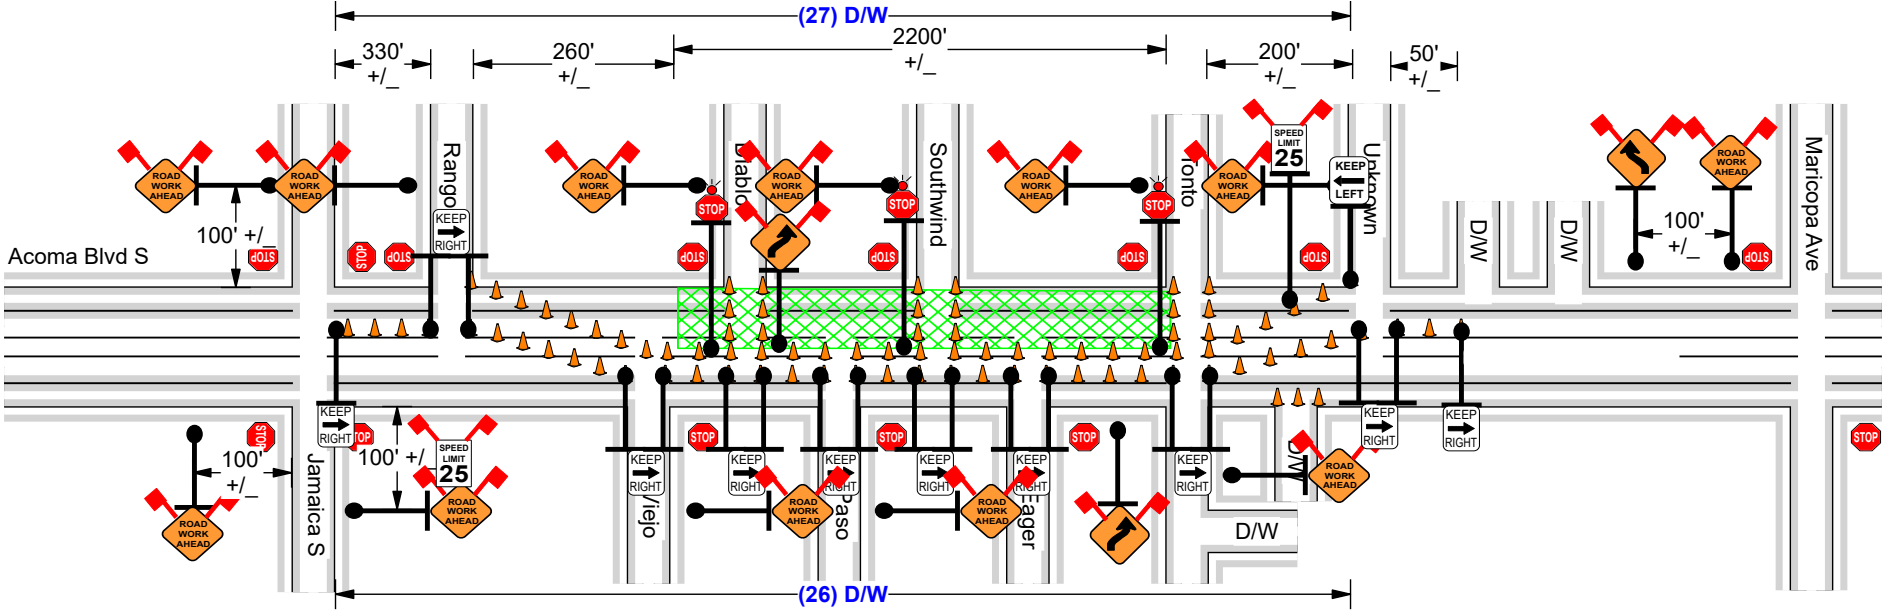 (27) D/W
330'
+/_
260'
+/_
2200'
+/_
200'
+/_
50'
+/_
ROAD
WORK
AHEAD
ROAD
WORK
AHEAD
Rango
KEEP
RIGHT
ROAD
WORK
AHEAD
STOP
Diablo
ROAD
WORK
AHEAD
STOP
Southwind
ROAD
WORK
AHEAD
STOP
Tonto
ROAD
WORK
AHEAD
SPEED
LIMIT
25
Unknown
KEEP
LEFT
D/W
D/W
ROAD
WORK
AHEAD
Maricopa Ave
100' +/_
100'
+/_
Acoma Blvd S
STOP
STOP
STOP
STOP
STOP
STOP
STOP
STOP
KEEP
RIGHT
STOP
STOP
100'
+/_
Jamaica S
100' +/
SPEED
LIMIT
25
ROAD
WORK
AHEAD
ROAD
WORK
AHEAD
STOP
STOP
STOP
STOP
KEEP
RIGHT
Viejo
KEEP
RIGHT
ROAD
WORK
AHEAD
KEEP
RIGHT
Paso
KEEP
RIGHT
ROAD
WORK
AHEAD
KEEP
RIGHT
Eager
KEEP
RIGHT
D/W
D/W
ROAD
WORK
AHEAD
KEEP
RIGHT
KEEP
RIGHT
(26) D/W